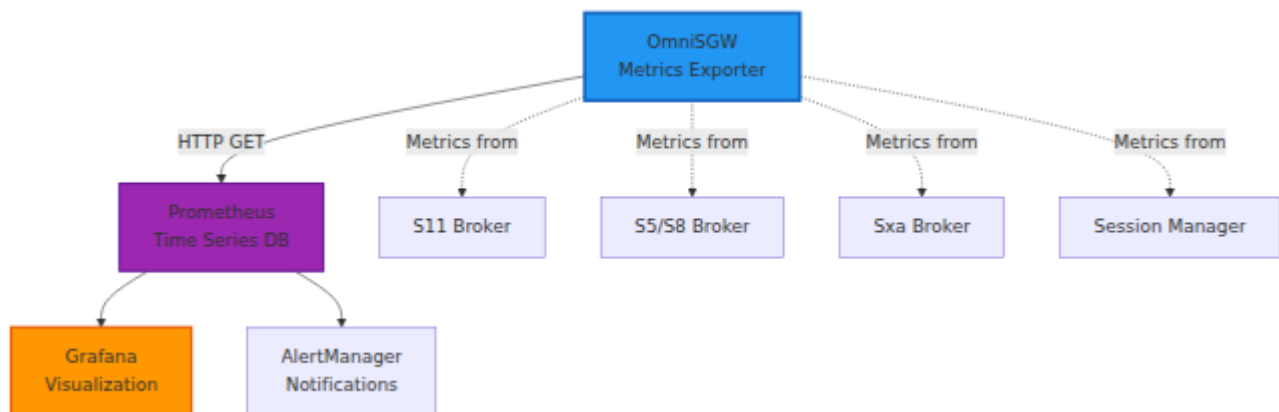 OmniSGW
Metrics Exporter
HTTP GET
Metrics from
Metrics from
Metrics from
Metrics from
Prometheus
Time Series DB
S11 Broker
S5/S8 Broker
Sxa Broker
Session Manager
Grafana
Visualization
AlertManager
Notifications